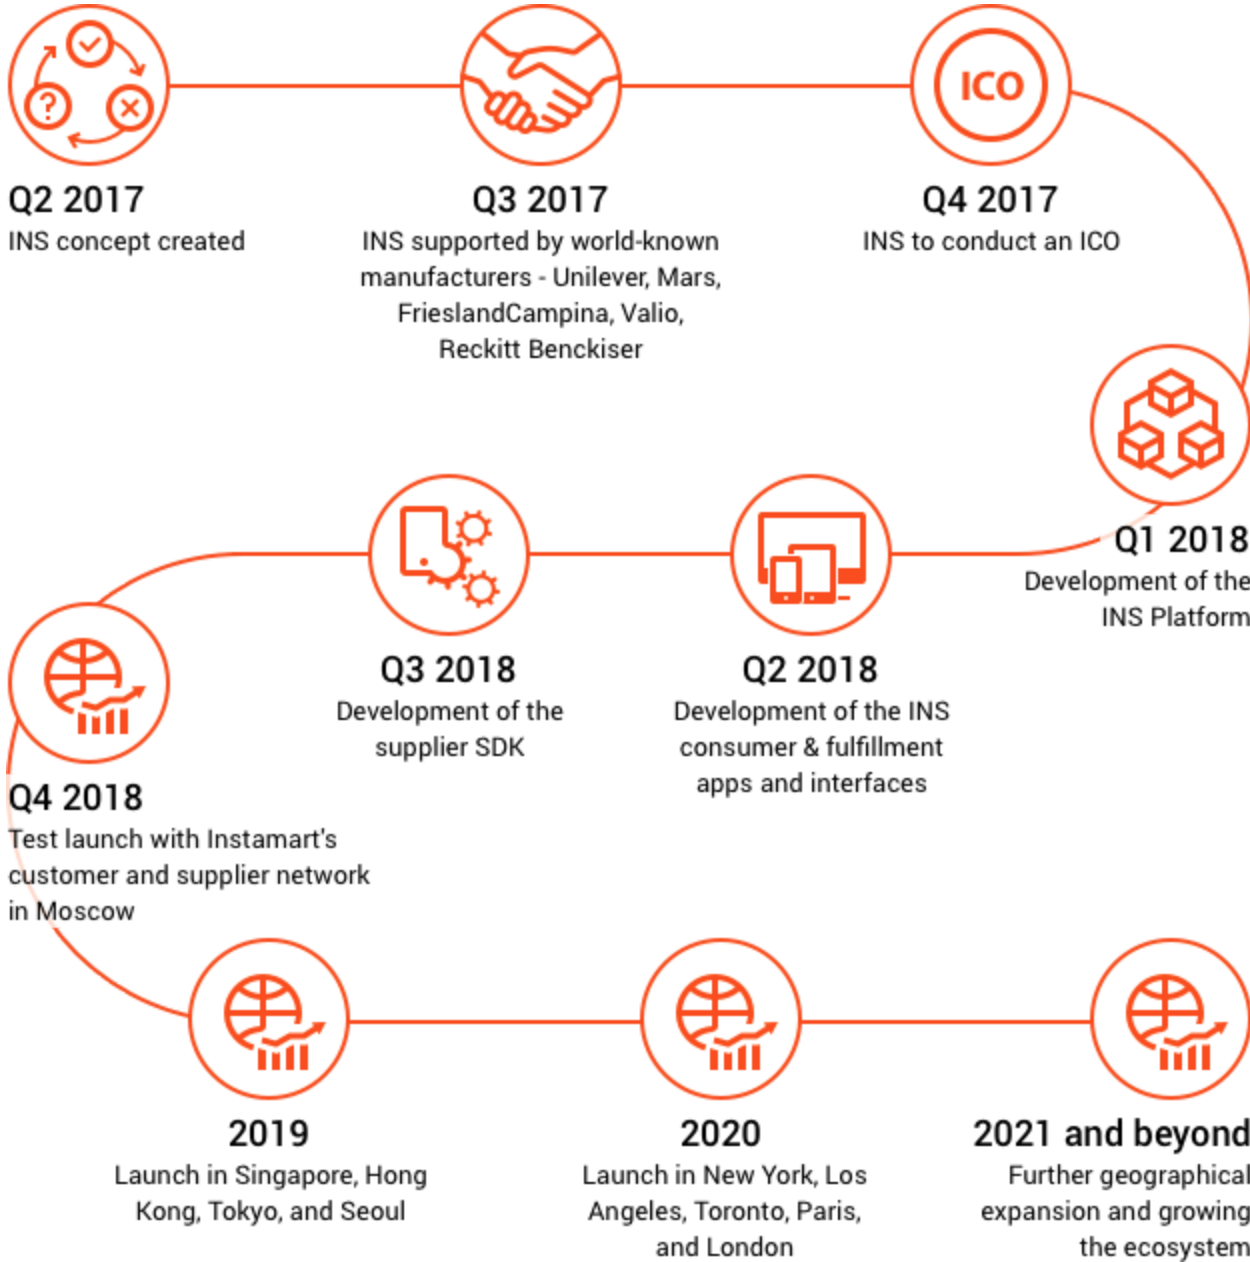 ICO
Q2 2017
INS concept created
Q3 2017
INS supported by world-known
manufacturers - Unilever, Mars,
FrieslandCampina, Valio,
Reckitt Benckiser
Q4 2017
INS to conduct an ICO
Q1 2018
Development of the
INS Platform
Q2 2018
Development of the INS
consumer & fulfillment
apps and interfaces
Q3 2018
Development of the
supplier SDK
Q4 2018
Test launch with Instamart's
customer and supplier network
in Moscow
2019
Launch in Singapore, Hong
Kong, Tokyo, and Seoul
2020
Launch in New York, Los
Angeles, Toronto, Paris,
and London
2021 and beyond
Further geographical
expansion and growing
the ecosystem